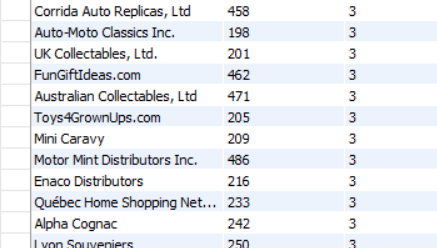 Corrida Auto Replicas, Ltd 458 3
Auto-Moto Classics Inc. 198 3
UK Collectables, Ltd. 201 3
FunGiftIdeas.com 462 3
Australian Collectables, Ltd 471 3
Toys4GrownUps.com 205 3
Mini Caravy 209 3
Motor Mint Distributors Inc. 486 3
Enaco Distributors 216 3
Québec Home Shopping Net... 233 3
Alpha Cognac 242 3
Lyon Souveniers 250 3